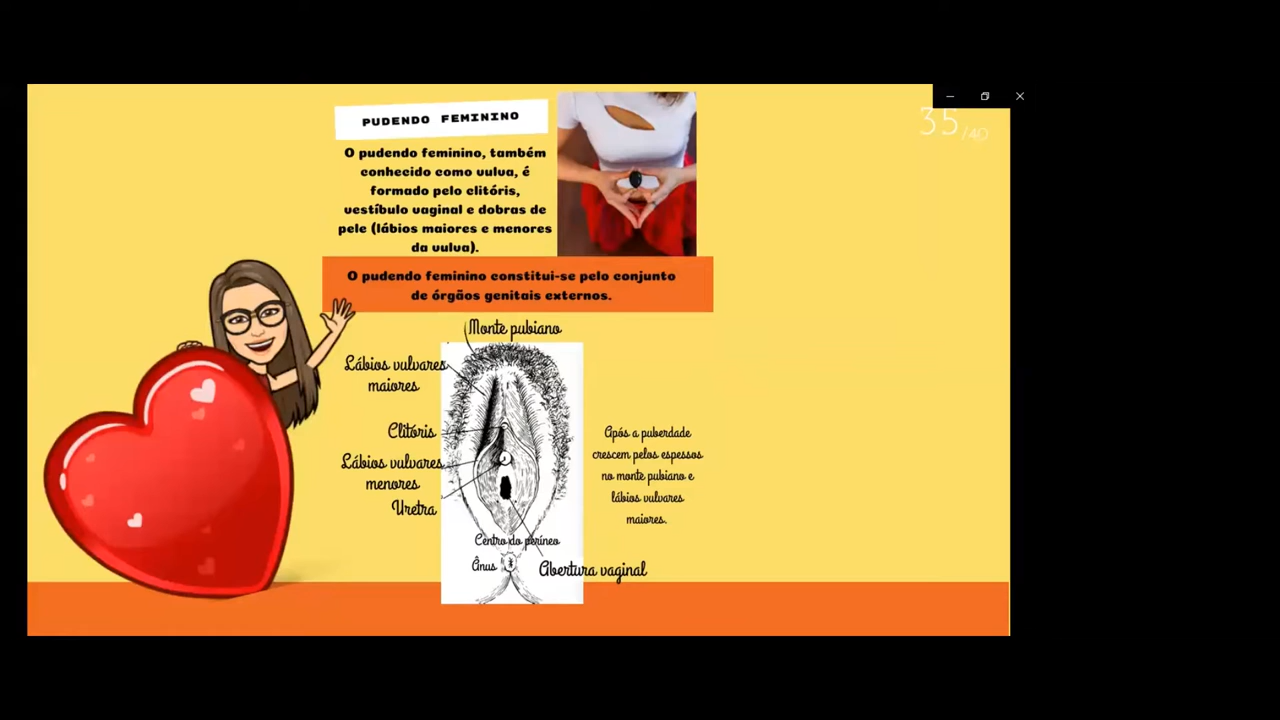 35/40
PUDENDO FEMININO
O pudendo feminino, também
conhecido como vulva, é
formado pelo clitóris,
vestíbulo vaginal e dobras de
pele (lábios maiores e menores
da vulva).
O pudendo feminino constitui-se pelo conjunto
de órgãos genitais externos.
Monte pubiano
Lábios vulvares
maiores
Clitóris
Lábios vulvares
menores
Uretra
Após a puberdade
crescem pelos espessos
no monte pubiano e
lábios vulvares
maiores.
Centro do períneo
Ânus
Abertura vaginal